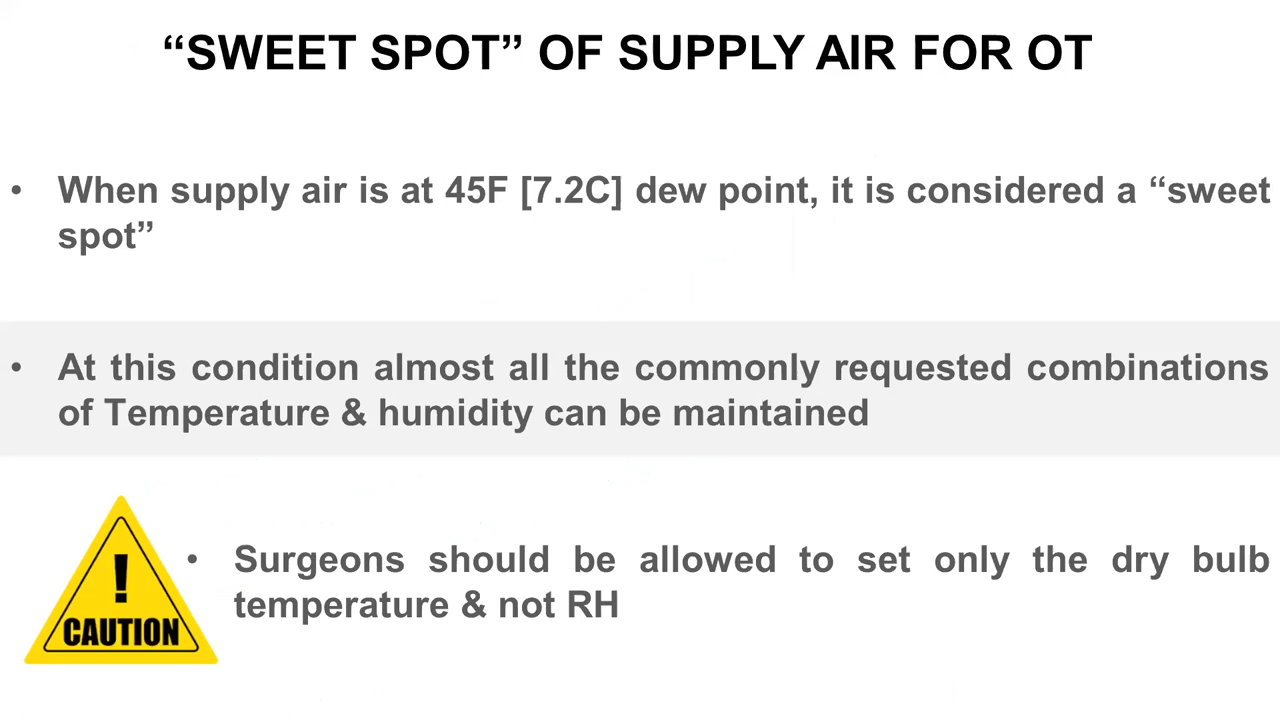 “SWEET SPOT” OF SUPPLY AIR FOR OT
• When supply air is at 45F [7.2C] dew point, it is considered a “sweet
spot”
• At this condition almost all the commonly requested combinations
of Temperature & humidity can be maintained
• Surgeons should be allowed to set only the dry bulb
temperature & not RH
!
CAUTION